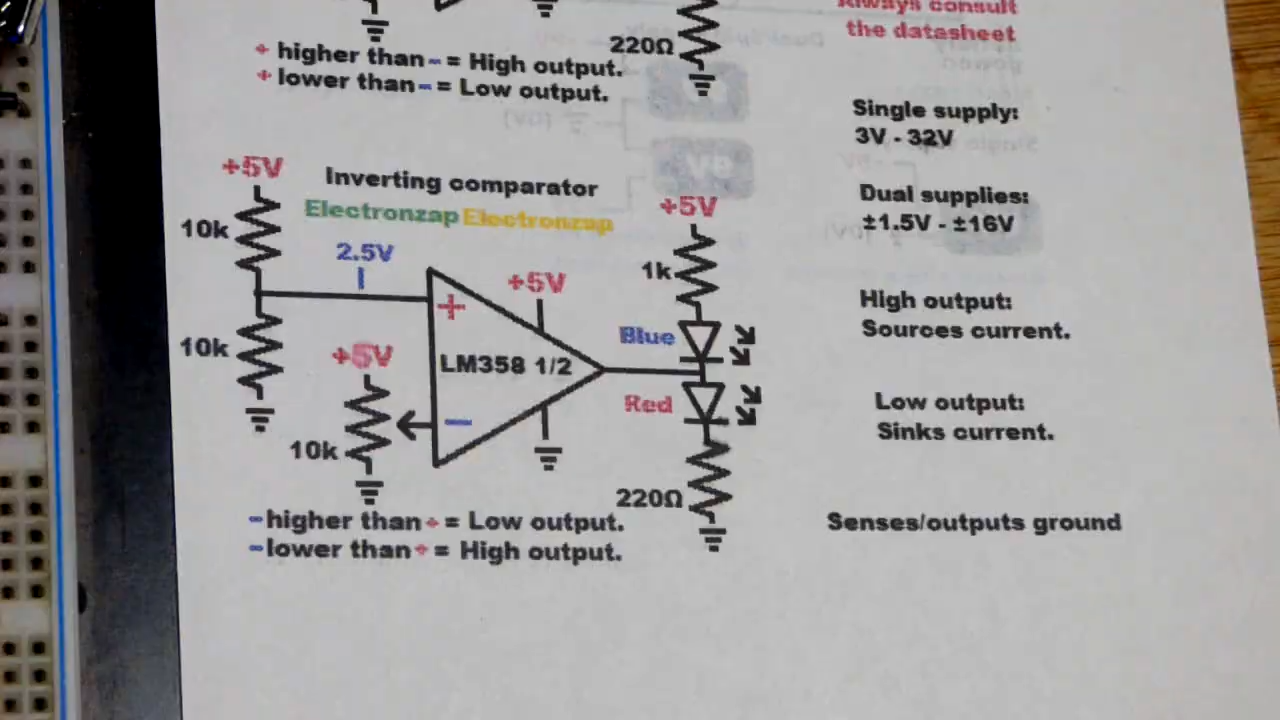 Always consult
the datasheet
220Ω
+ higher than - = High output.
+ lower than - = Low output.
Single supply:
3V - 32V
Dual supplies:
±1.5V - ±16V
High output:
Sources current.
Low output:
Sinks current.
Senses/outputs ground
Inverting comparator
Electronzap Electronzap
+5V
10k
2.5V
10k
+5V
10k
+
-
+5V
LM358 1/2
+5V
1k
Blue
Red
220Ω
- higher than + = Low output.
- lower than + = High output.